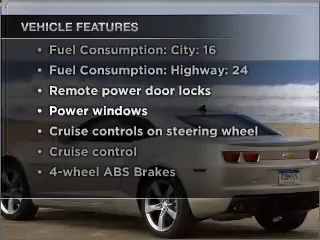 VEHICLE FEATURES
• Fuel Consumption: City: 16
• Fuel Consumption: Highway: 24
• Remote power door locks
• Power windows
• Cruise controls on steering wheel
• Cruise control
• 4-wheel ABS Brakes